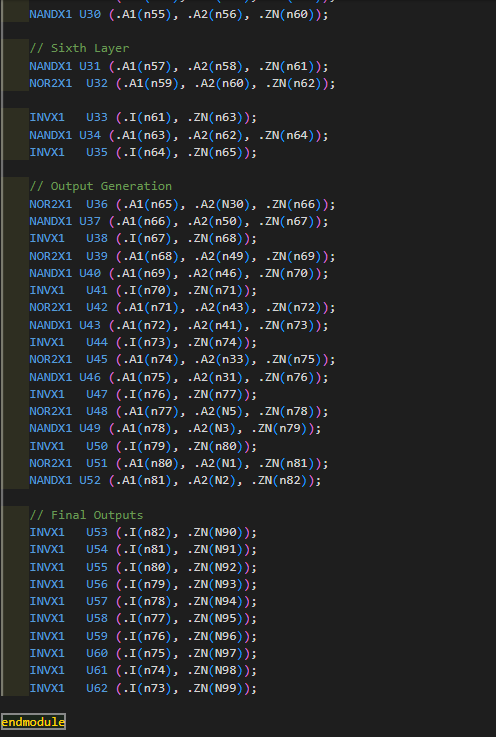 NANDX1 U30 (.A1(n55), .A2(n56), .ZN(n60));
// Sixth Layer
NANDX1 U31 (.A1(n57), .A2(n58), .ZN(n61));
NOR2X1  U32 (.A1(n59), .A2(n60), .ZN(n62));
INVX1   U33 (.I(n61), .ZN(n63));
NANDX1 U34 (.A1(n63), .A2(n62), .ZN(n64));
INVX1   U35 (.I(n64), .ZN(n65));
// Output Generation
NOR2X1  U36 (.A1(n65), .A2(N30), .ZN(n66));
NANDX1 U37 (.A1(n66), .A2(n50), .ZN(n67));
INVX1   U38 (.I(n67), .ZN(n68));
NOR2X1  U39 (.A1(n68), .A2(n49), .ZN(n69));
NANDX1 U40 (.A1(n69), .A2(n46), .ZN(n70));
INVX1   U41 (.I(n70), .ZN(n71));
NOR2X1  U42 (.A1(n71), .A2(n43), .ZN(n72));
NANDX1 U43 (.A1(n72), .A2(n41), .ZN(n73));
INVX1   U44 (.I(n73), .ZN(n74));
NOR2X1  U45 (.A1(n74), .A2(n33), .ZN(n75));
NANDX1 U46 (.A1(n75), .A2(n31), .ZN(n76));
INVX1   U47 (.I(n76), .ZN(n77));
NOR2X1  U48 (.A1(n77), .A2(N5), .ZN(n78));
NANDX1 U49 (.A1(n78), .A2(N3), .ZN(n79));
INVX1   U50 (.I(n79), .ZN(n80));
NOR2X1  U51 (.A1(n80), .A2(N1), .ZN(n81));
NANDX1 U52 (.A1(n81), .A2(N2), .ZN(n82));
// Final Outputs
INVX1   U53 (.I(n82), .ZN(N90));
INVX1   U54 (.I(n81), .ZN(N91));
INVX1   U55 (.I(n80), .ZN(N92));
INVX1   U56 (.I(n79), .ZN(N93));
INVX1   U57 (.I(n78), .ZN(N94));
INVX1   U58 (.I(n77), .ZN(N95));
INVX1   U59 (.I(n76), .ZN(N96));
INVX1   U60 (.I(n75), .ZN(N97));
INVX1   U61 (.I(n74), .ZN(N98));
INVX1   U62 (.I(n73), .ZN(N99));
endmodule